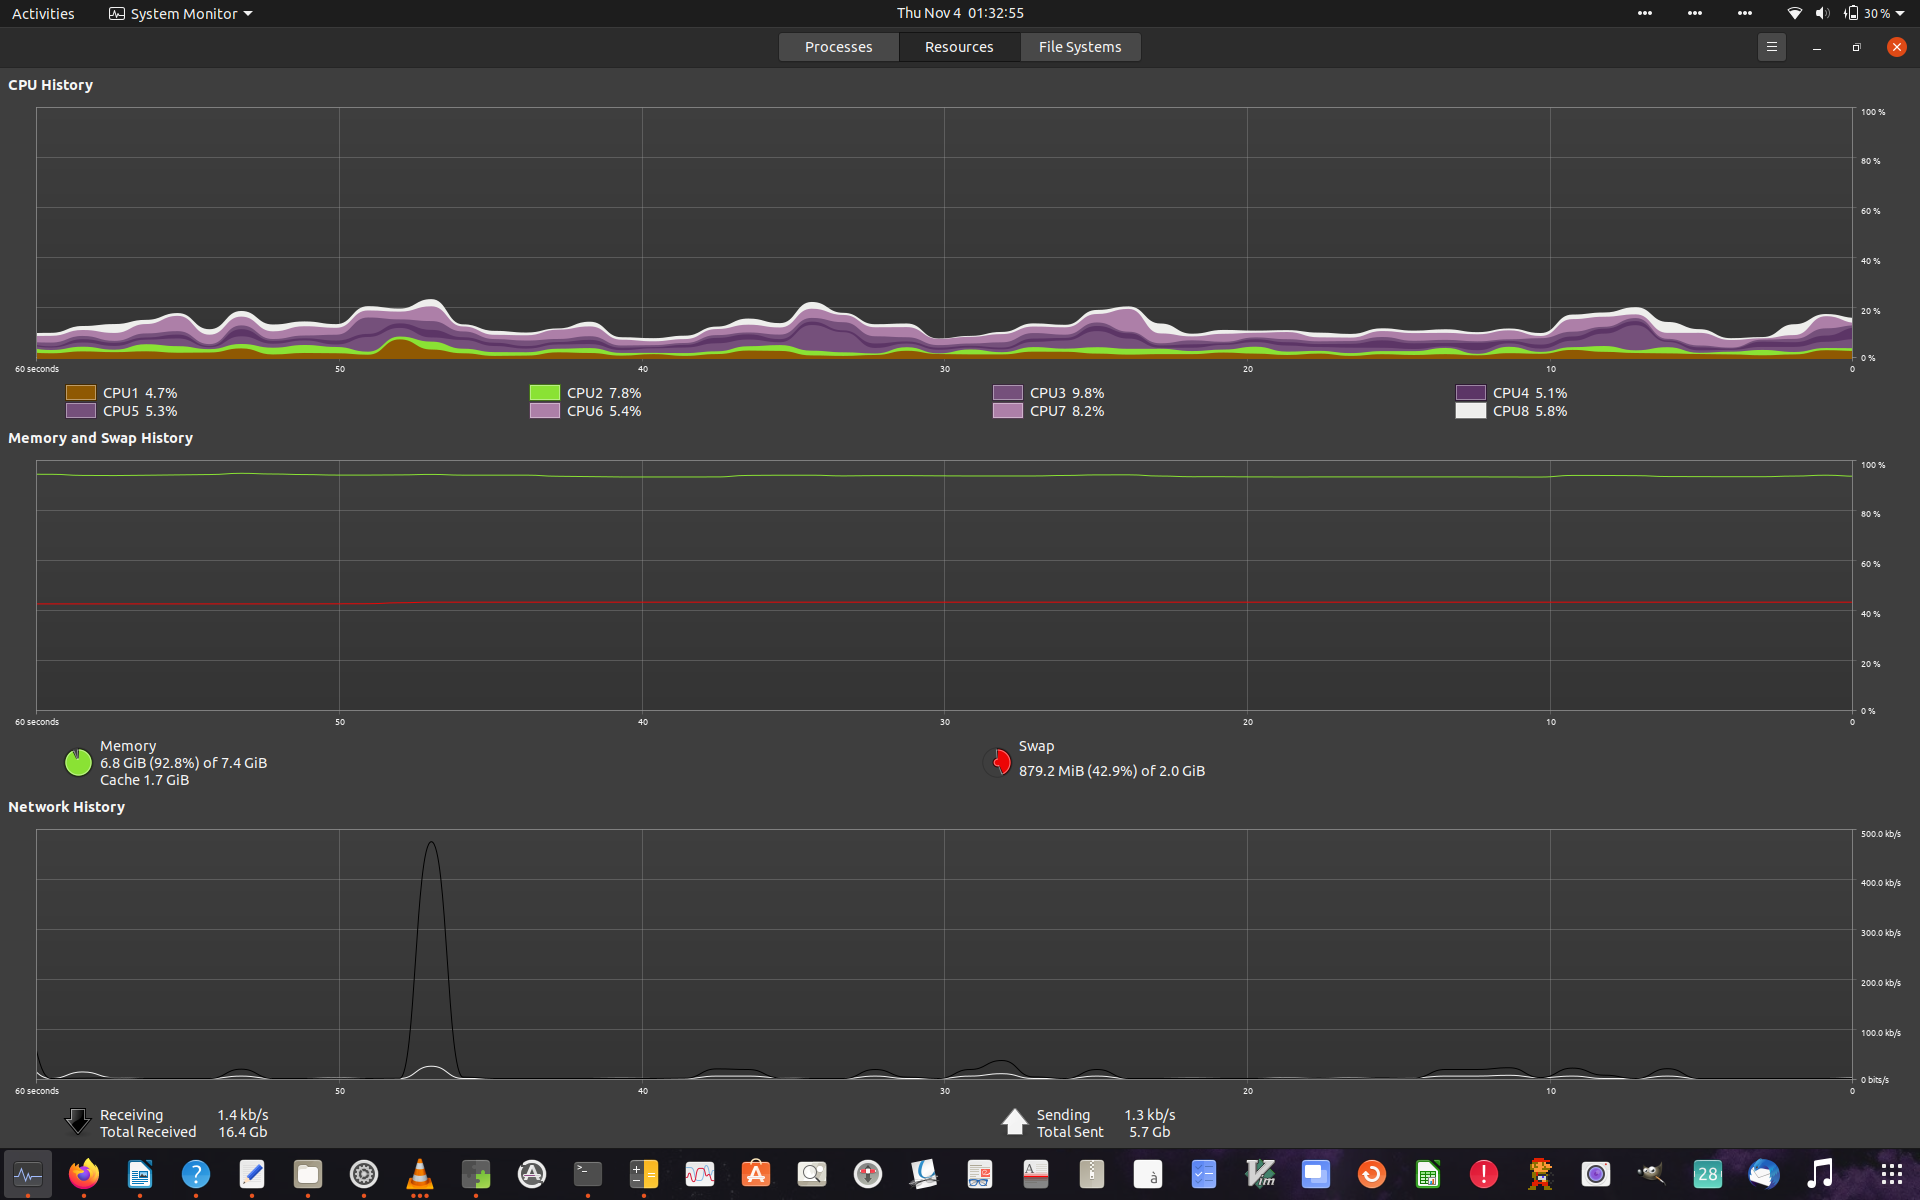 Activities System Monitor Thu Nov 4 01:32:55 30 %
Processes Resources File Systems
CPU History
100 %
80 %
60 %
40 %
20 %
0 %
60 seconds 50 40 30 20 10 0
CPU1 4.7% CPU2 7.8% CPU3 9.8% CPU4 5.1%
CPU5 5.3% CPU6 5.4% CPU7 8.2% CPU8 5.8%
Memory and Swap History
100 %
80 %
60 %
40 %
20 %
0 %
60 seconds 50 40 30 20 10 0
Memory
6.8 GiB (92.8%) of 7.4 GiB
Cache 1.7 GiB
Swap
879.2 MiB (42.9%) of 2.0 GiB
Network History
500.0 kb/s
400.0 kb/s
300.0 kb/s
200.0 kb/s
100.0 kb/s
0 bits/s
60 seconds 50 40 30 20 10 0
Receiving 1.4 kb/s
Total Received 16.4 Gb
Sending 1.3 kb/s
Total Sent 5.7 Gb
? >_ A à Vim ! 28